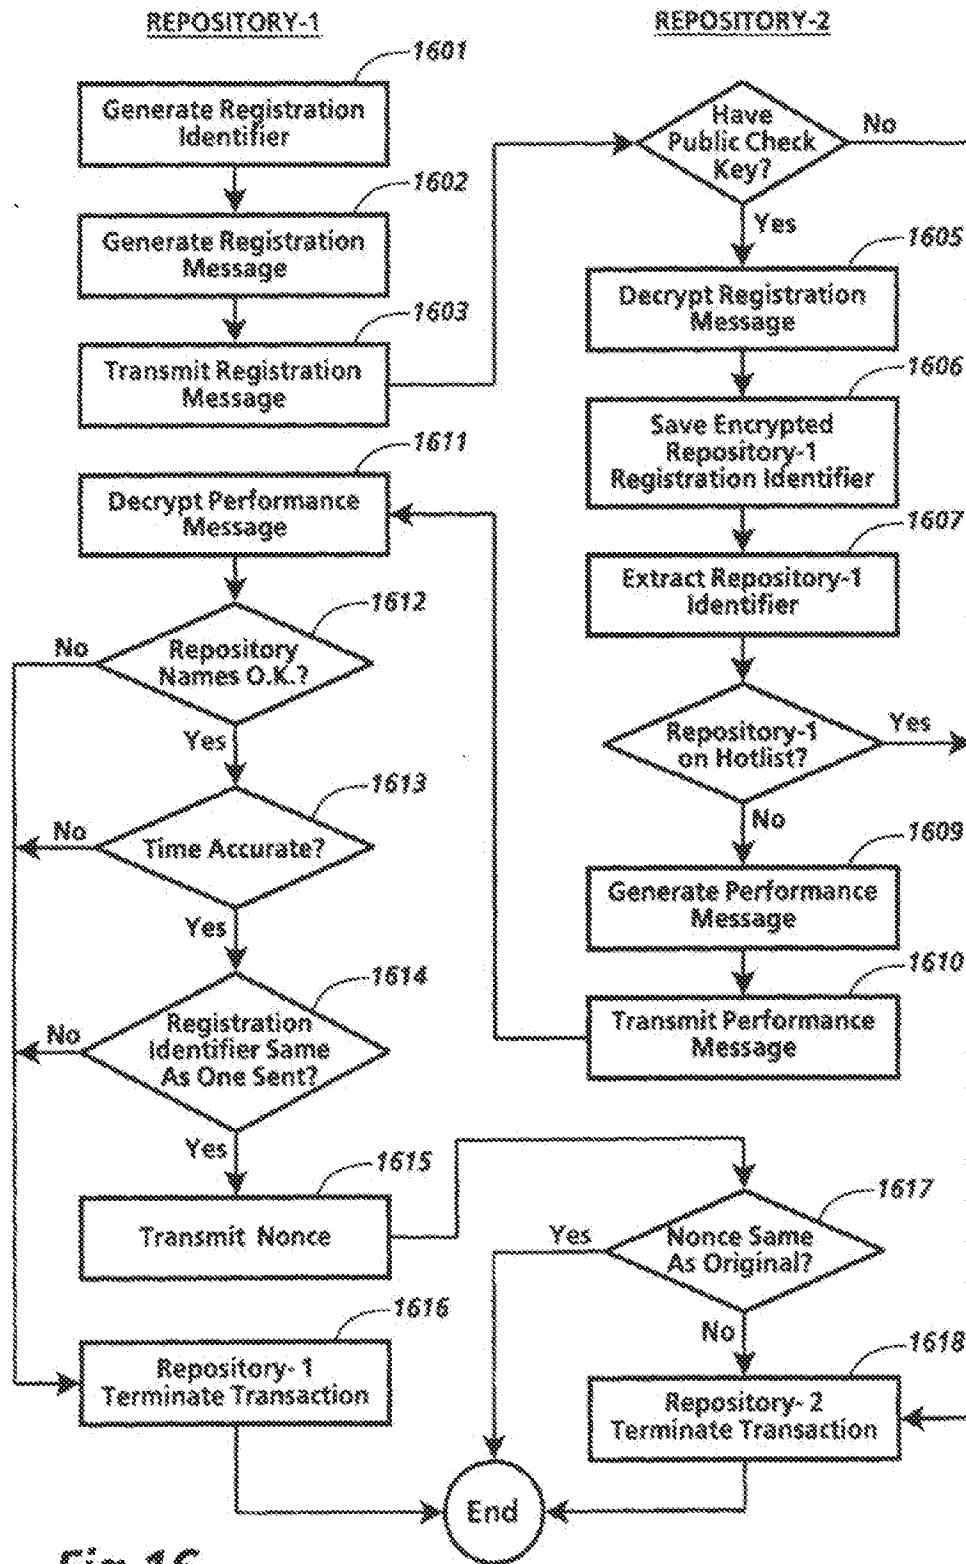 REPOSITORY-1
REPOSITORY-2
1601
Generate Registration
Identifier
1602
Generate Registration
Message
1603
Transmit Registration
Message
Have
Public Check
Key?
No
Yes
1605
Decrypt Registration
Message
1606
Save Encrypted
Repository-1
Registration Identifier
1607
Extract Repository-1
Identifier
Repository-1
on Hotlist?
Yes
No
1609
Generate Performance
Message
1610
Transmit Performance
Message
1611
Decrypt Performance
Message
1612
Repository
Names O.K.?
No
Yes
1613
Time Accurate?
No
Yes
1614
Registration
Identifier Same
As One Sent?
No
Yes
1615
Transmit Nonce
1617
Nonce Same
As Original?
Yes
No
1616
Repository- 1
Terminate Transaction
1618
Repository- 2
Terminate Transaction
End
Fig.16